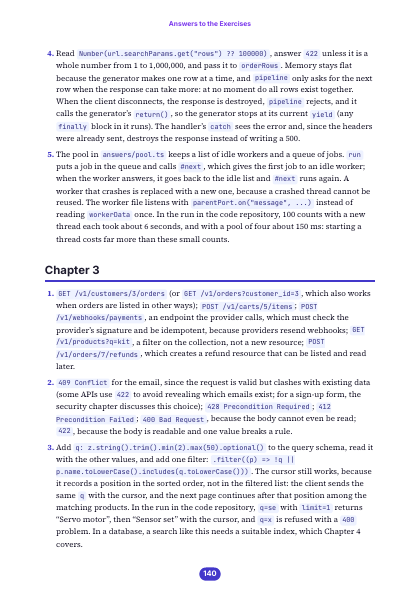 Answers to the Exercises
4. Read Number(url.searchParams.get("rows") ?? 100000), answer 422 unless it is a
whole number from 1 to 1,000,000, and pass it to orderRows. Memory stays flat
because the generator makes one row at a time, and pipeline only asks for the next
row when the response can take more: at no moment do all rows exist together.
When the client disconnects, the response is destroyed, pipeline rejects, and it
calls the generator's return(), so the generator stops at its current yield (any
finally block in it runs). The handler's catch sees the error and, since the headers
were already sent, destroys the response instead of writing a 500.
5. The pool in answers/pool.ts keeps a list of idle workers and a queue of jobs. run
puts a job in the queue and calls #next, which gives the first job to an idle worker;
when the worker answers, it goes back to the idle list and #next runs again. A
worker that crashes is replaced with a new one, because a crashed thread cannot be
reused. The worker file listens with parentPort.on("message", ...) instead of
reading workerData once. In the run in the code repository, 100 counts with a new
thread each took about 6 seconds, and with a pool of four about 150 ms: starting a
thread costs far more than these small counts.
Chapter 3
1. GET /v1/customers/3/orders (or GET /v1/orders?customer_id=3, which also works
when orders are listed in other ways); POST /v1/carts/5/items; POST
/v1/webhooks/payments, an endpoint the provider calls, which must check the
provider's signature and be idempotent, because providers resend webhooks; GET
/v1/products?q=kit, a filter on the collection, not a new resource; POST
/v1/orders/7/refunds, which creates a refund resource that can be listed and read
later.
2. 409 Conflict for the email, since the request is valid but clashes with existing data
(some APIs use 422 to avoid revealing which emails exist; for a sign-up form, the
security chapter discusses this choice); 428 Precondition Required; 412
Precondition Failed; 400 Bad Request, because the body cannot even be read;
422, because the body is readable and one value breaks a rule.
3. Add q: z.string().trim().min(2).max(50).optional() to the query schema, read it
with the other values, and add one filter: .filter((p) => !q ||
p.name.toLowerCase().includes(q.toLowerCase())). The cursor still works, because
it records a position in the sorted order, not in the filtered list: the client sends the
same q with the cursor, and the next page continues after that position among the
matching products. In the run in the code repository, q=se with limit=1 returns
“Servo motor”, then “Sensor set” with the cursor, and q=x is refused with a 400
problem. In a database, a search like this needs a suitable index, which Chapter 4
covers.
140